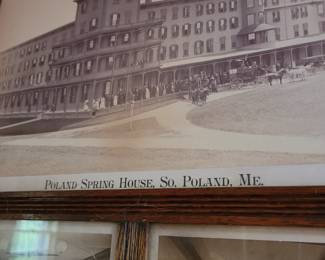 Poland Spring House, So, Poland, Me.